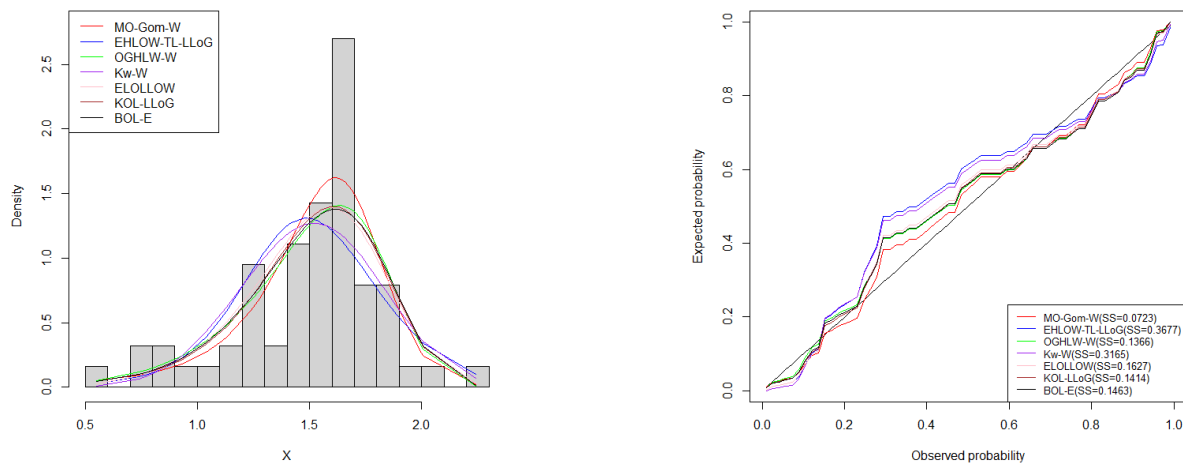 MO-Gom-W
EHLOW-TL-LLoG
OGHLW-W
Kw-W
ELOLLOW
KOL-LLoG
BOL-E
Density
0.0
0.5
1.0
1.5
2.0
2.5
0.5
1.0
1.5
2.0
X
Expected probability
0.0
0.2
0.4
0.6
0.8
1.0
MO-Gom-W(SS=0.0723)
EHLOW-TL-LLoG(SS=0.3677)
OGHLW-W(SS=0.1366)
Kw-W(SS=0.3165)
ELOLLOW(SS=0.1627)
KOL-LLoG(SS=0.1414)
BOL-E(SS=0.1463)
0.0
0.2
0.4
0.6
0.8
1.0
Observed probability